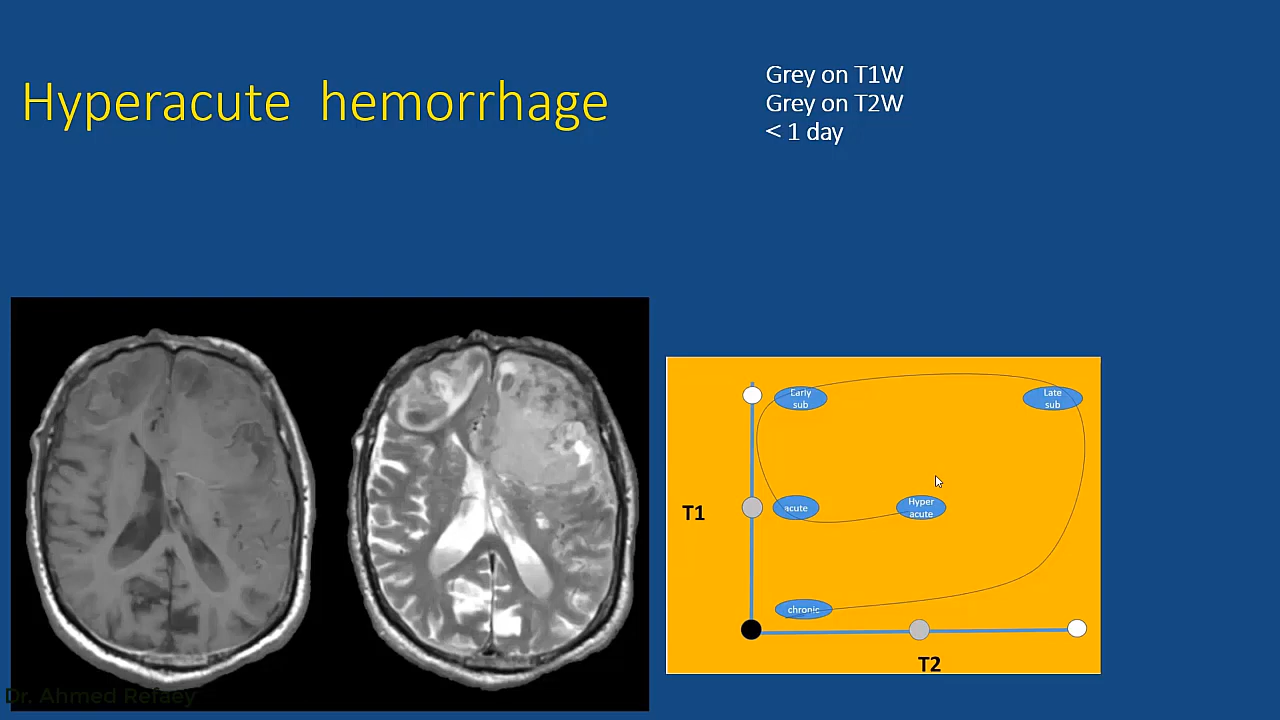 Hyperacute hemorrhage
Grey on T1W
Grey on T2W
< 1 day
Early
sub
Late
sub
T1
acute
Hyper
acute
chronic
T2
Dr. Ahmed Refaey